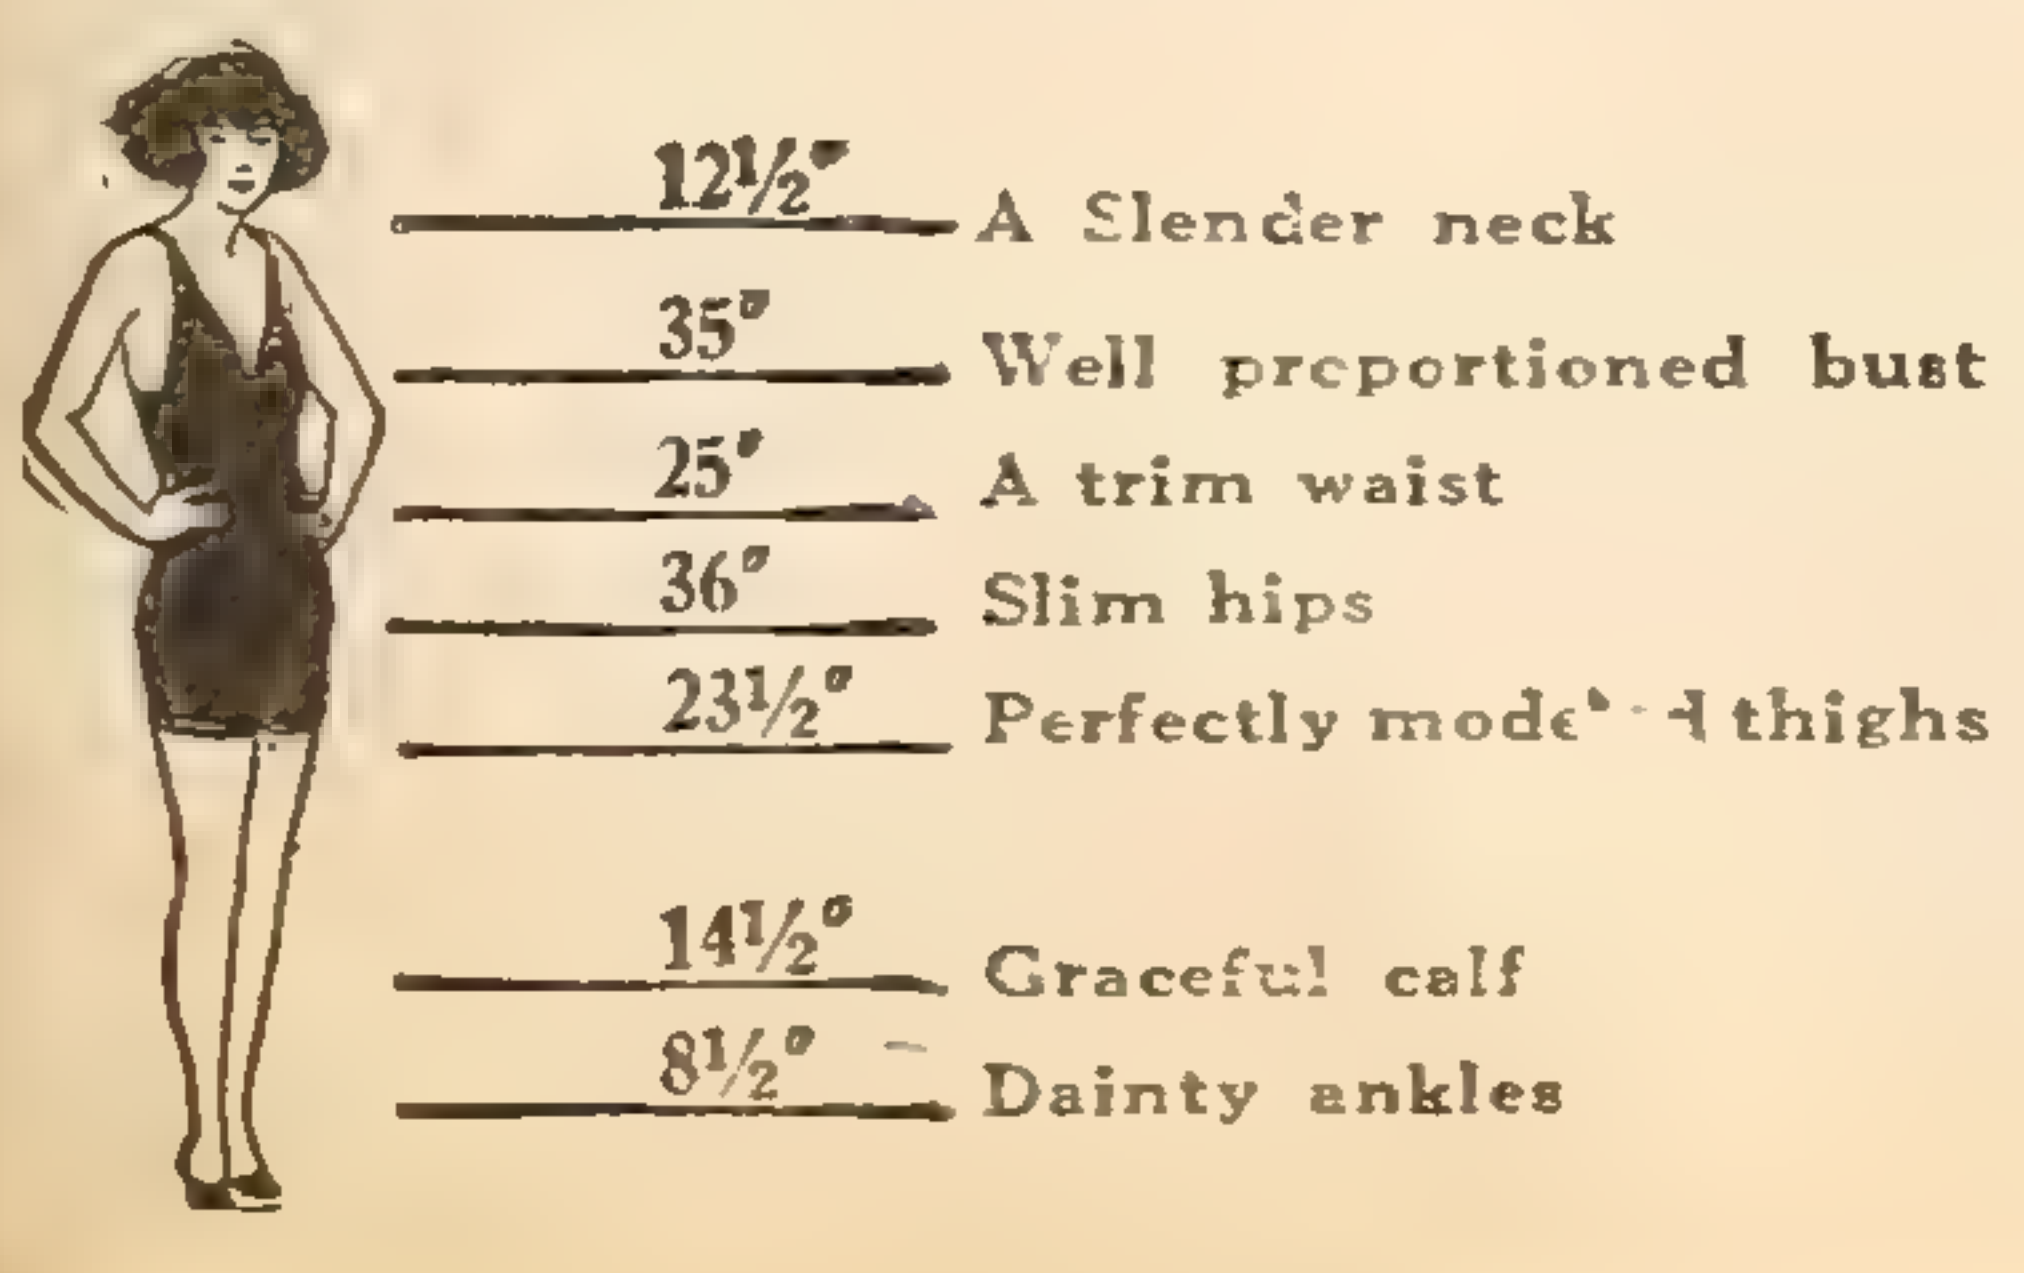 12½"
A Slender neck
35"
Well proportioned bust
25"
A trim waist
36"
Slim hips
23½"
Perfectly thighs
14½"
Graceful calf
8½"
Dainty ankles